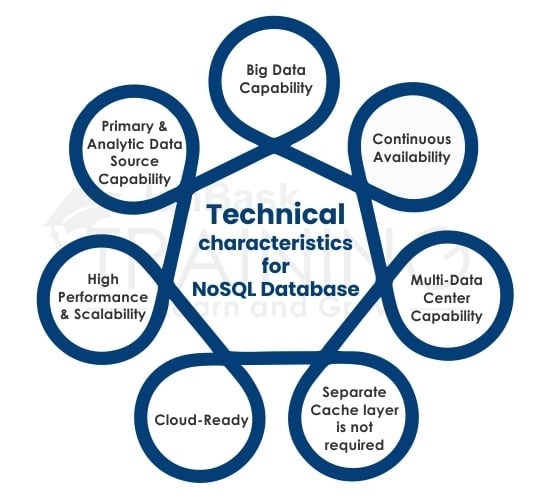 Big Data
Capability
Continuous
Availability
Multi-Data
Center
Capability
Separate
Cache layer
is not
required
Cloud-Ready
High
Performance
& Scalability
Primary &
Analytic Data
Source
Capability
Technical
characteristics
for
NoSQL Database
TRAINING